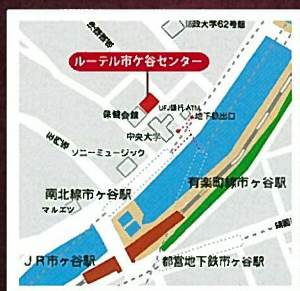 法政大学62号館
ルーテル市ケ谷センター
UFJ銀行ATM
保健会館
地下鉄出口
中央大学
ソニーミュージック
有楽町線市ヶ谷駅
南北線市ヶ谷駅
マルエツ
JR市ヶ谷駅
都営地下鉄市ヶ谷駅